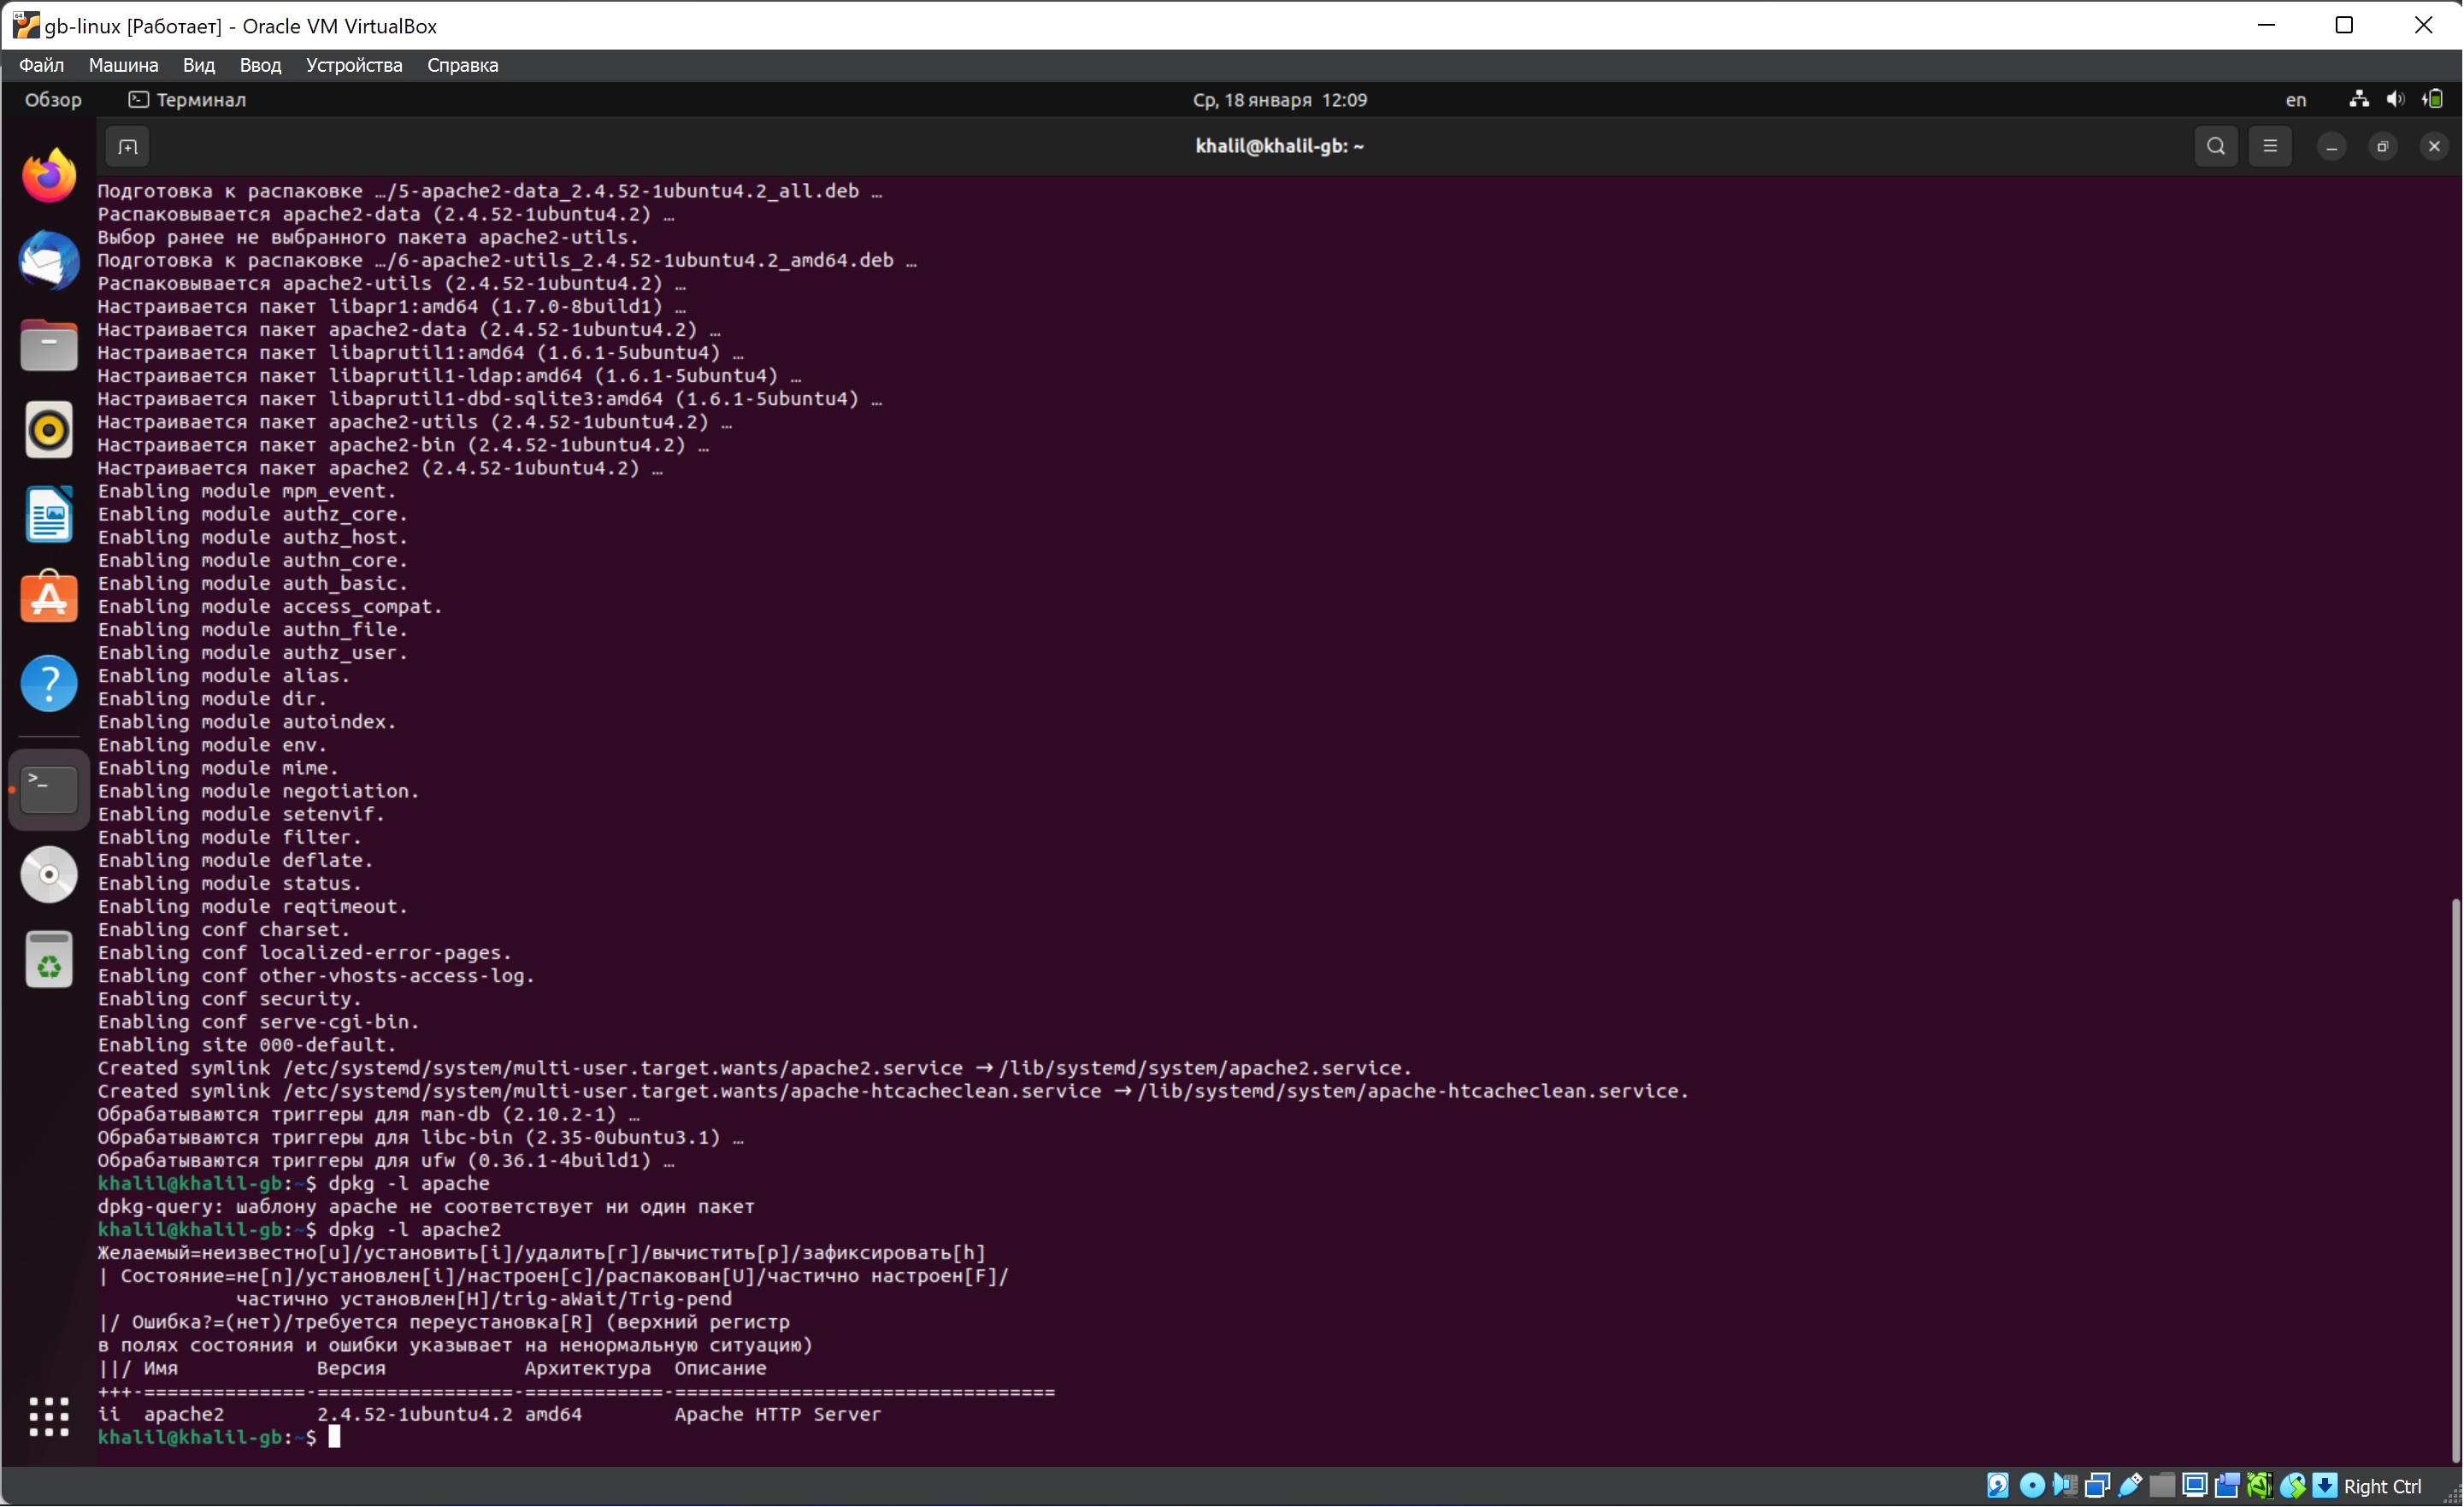 gb-linux [Работает] - Oracle VM VirtualBox
Файл Машина Вид Ввод Устройства Справка
Обзор Терминал Ср, 18 января 12:09 en
khalil@khalil-gb: ~
Подготовка к распаковке …/5-apache2-data_2.4.52-1ubuntu4.2_all.deb …
Распаковывается apache2-data (2.4.52-1ubuntu4.2) …
Выбор ранее не выбранного пакета apache2-utils.
Подготовка к распаковке …/6-apache2-utils_2.4.52-1ubuntu4.2_amd64.deb …
Распаковывается apache2-utils (2.4.52-1ubuntu4.2) …
Настраивается пакет libapr1:amd64 (1.7.0-8build1) …
Настраивается пакет apache2-data (2.4.52-1ubuntu4.2) …
Настраивается пакет libaprutil1:amd64 (1.6.1-5ubuntu4) …
Настраивается пакет libaprutil1-ldap:amd64 (1.6.1-5ubuntu4) …
Настраивается пакет libaprutil1-dbd-sqlite3:amd64 (1.6.1-5ubuntu4) …
Настраивается пакет apache2-utils (2.4.52-1ubuntu4.2) …
Настраивается пакет apache2-bin (2.4.52-1ubuntu4.2) …
Настраивается пакет apache2 (2.4.52-1ubuntu4.2) …
Enabling module mpm_event.
Enabling module authz_core.
Enabling module authz_host.
Enabling module authn_core.
Enabling module auth_basic.
Enabling module access_compat.
Enabling module authn_file.
Enabling module authz_user.
Enabling module alias.
Enabling module dir.
Enabling module autoindex.
Enabling module env.
Enabling module mime.
Enabling module negotiation.
Enabling module setenvif.
Enabling module filter.
Enabling module deflate.
Enabling module status.
Enabling module reqtimeout.
Enabling conf charset.
Enabling conf localized-error-pages.
Enabling conf other-vhosts-access-log.
Enabling conf security.
Enabling conf serve-cgi-bin.
Enabling site 000-default.
Created symlink /etc/systemd/system/multi-user.target.wants/apache2.service → /lib/systemd/system/apache2.service.
Created symlink /etc/systemd/system/multi-user.target.wants/apache-htcacheclean.service → /lib/systemd/system/apache-htcacheclean.service.
Обрабатываются триггеры для man-db (2.10.2-1) …
Обрабатываются триггеры для libc-bin (2.35-0ubuntu3.1) …
Обрабатываются триггеры для ufw (0.36.1-4build1) …
khalil@khalil-gb:~$ dpkg -l apache
dpkg-query: шаблону apache не соответствует ни один пакет
khalil@khalil-gb:~$ dpkg -l apache2
Желаемый=неизвестно[u]/установить[i]/удалить[r]/вычистить[p]/зафиксировать[h]
| Состояние=не[n]/установлен[i]/настроен[c]/распакован[U]/частично настроен[F]/
частично установлен[H]/trig-aWait/Trig-pend
|/ Ошибка?=(нет)/требуется переустановка[R] (верхний регистр
в полях состояния и ошибки указывает на ненормальную ситуацию)
||/ Имя Версия Архитектура Описание
+++-==============-=================-============-=================================
ii apache2 2.4.52-1ubuntu4.2 amd64 Apache HTTP Server
khalil@khalil-gb:~$
Right Ctrl